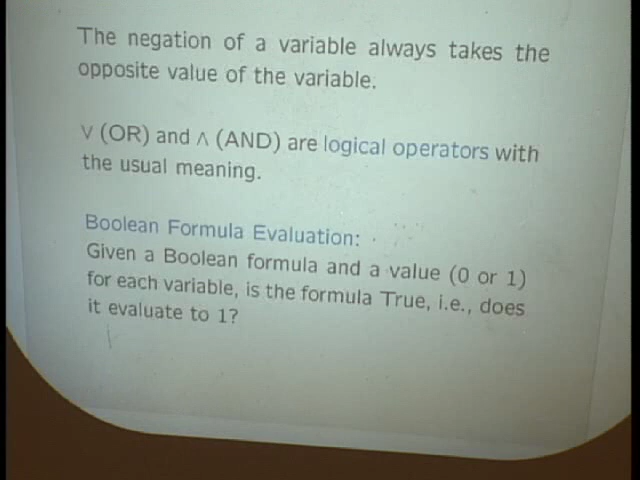 The negation of a variable always takes the
opposite value of the variable.
∨ (OR) and ∧ (AND) are logical operators with
the usual meaning.
Boolean Formula Evaluation:
Given a Boolean formula and a value (0 or 1)
for each variable, is the formula True, i.e., does
it evaluate to 1?